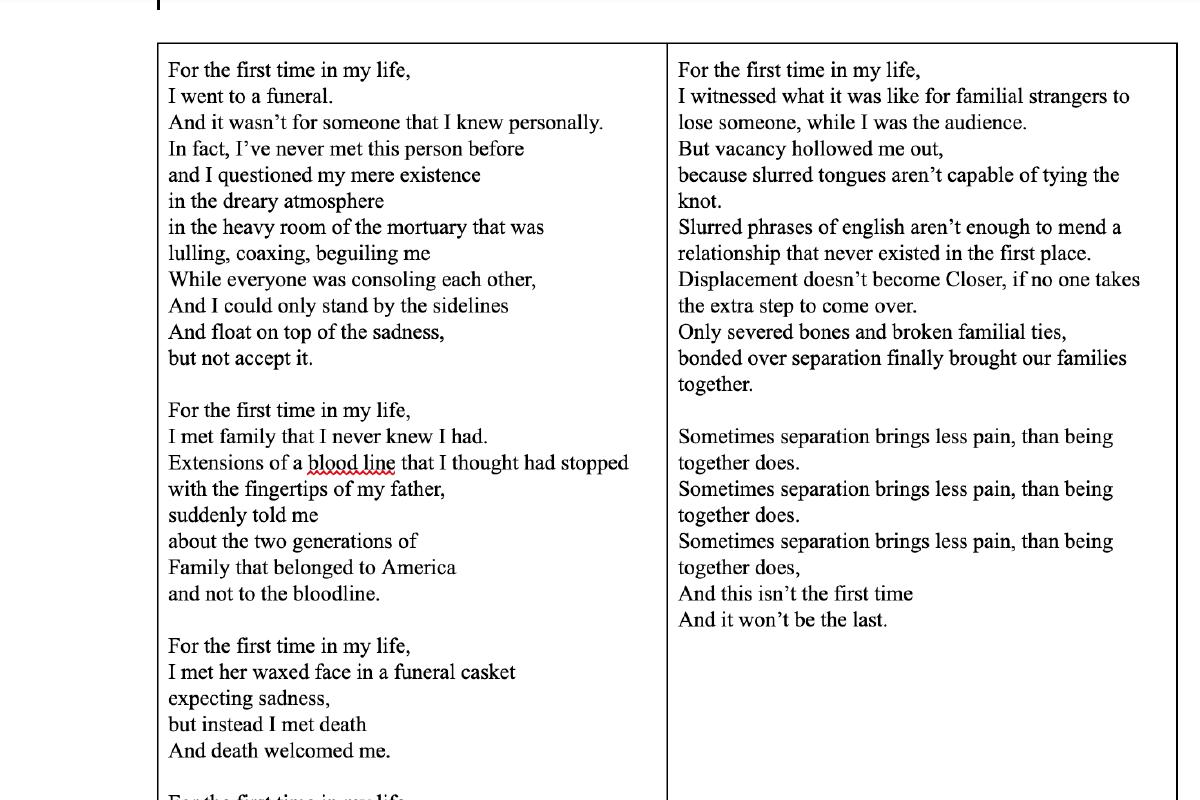 For the first time in my life,
I went to a funeral.
And it wasn’t for someone that I knew personally.
In fact, I’ve never met this person before
and I questioned my mere existence
in the dreary atmosphere
in the heavy room of the mortuary that was
lulling, coaxing, beguiling me
While everyone was consoling each other,
And I could only stand by the sidelines
And float on top of the sadness,
but not accept it.

For the first time in my life,
I met family that I never knew I had.
Extensions of a blood line that I thought had stopped
with the fingertips of my father,
suddenly told me
about the two generations of
Family that belonged to America
and not to the bloodline.

For the first time in my life,
I met her waxed face in a funeral casket
expecting sadness,
but instead I met death
And death welcomed me.

For the first time in my life

For the first time in my life,
I witnessed what it was like for familial strangers to
lose someone, while I was the audience.
But vacancy hollowed me out,
because slurred tongues aren’t capable of tying the
knot.
Slurred phrases of english aren’t enough to mend a
relationship that never existed in the first place.
Displacement doesn’t become Closer, if no one takes
the extra step to come over.
Only severed bones and broken familial ties,
bonded over separation finally brought our families
together.

Sometimes separation brings less pain, than being
together does.
Sometimes separation brings less pain, than being
together does.
Sometimes separation brings less pain, than being
together does,
And this isn’t the first time
And it won’t be the last.